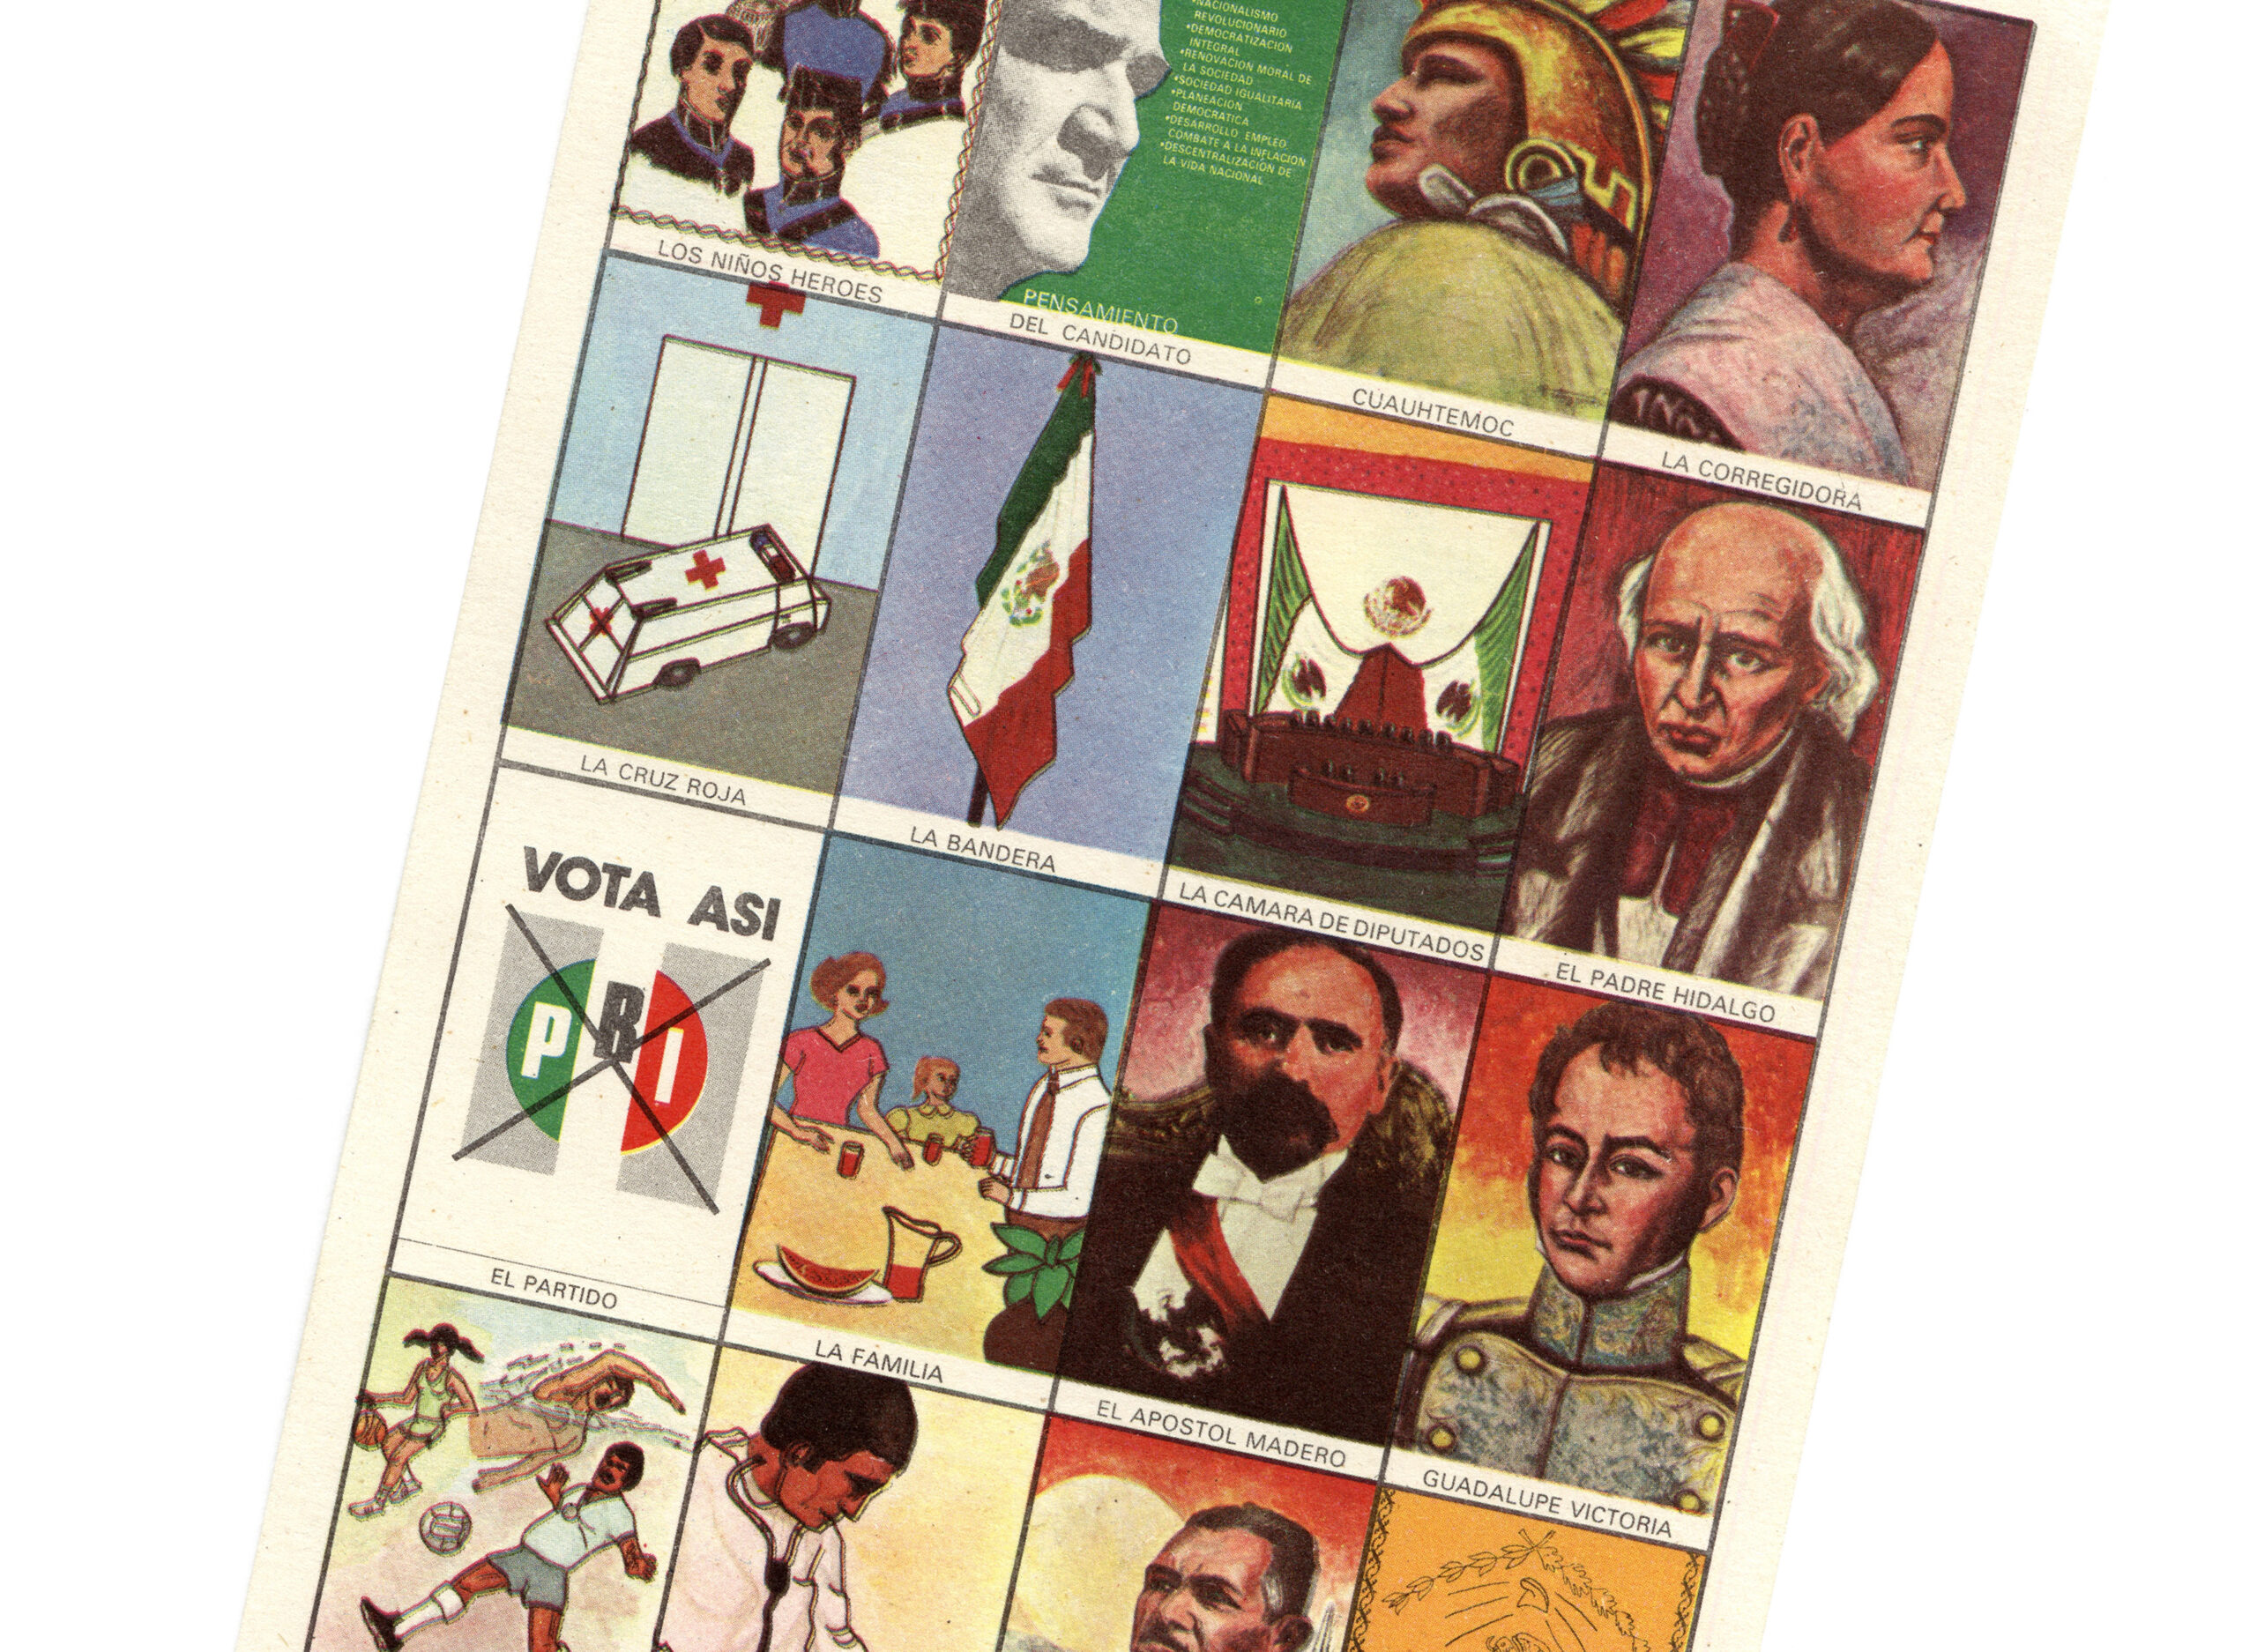 •NACIONALISMO
REVOLUCIONARIO
•DEMOCRATIZACION
INTEGRAL
•RENOVACION MORAL DE
LA SOCIEDAD
•SOCIEDAD IGUALITARIA
•PLANEACION
DEMOCRATICA
•DESARROLLO EMPLEO
COMBATE A LA INFLACION
•DESCENTRALIZACIÓN DE
LA VIDA NACIONAL
LOS NIÑOS HEROES
PENSAMIENTO
DEL CANDIDATO
CUAUHTEMOC
LA CORREGIDORA
LA CRUZ ROJA
LA BANDERA
LA CAMARA DE DIPUTADOS
EL PADRE HIDALGO
VOTA ASI
PRI
EL PARTIDO
LA FAMILIA
EL APOSTOL MADERO
GUADALUPE VICTORIA